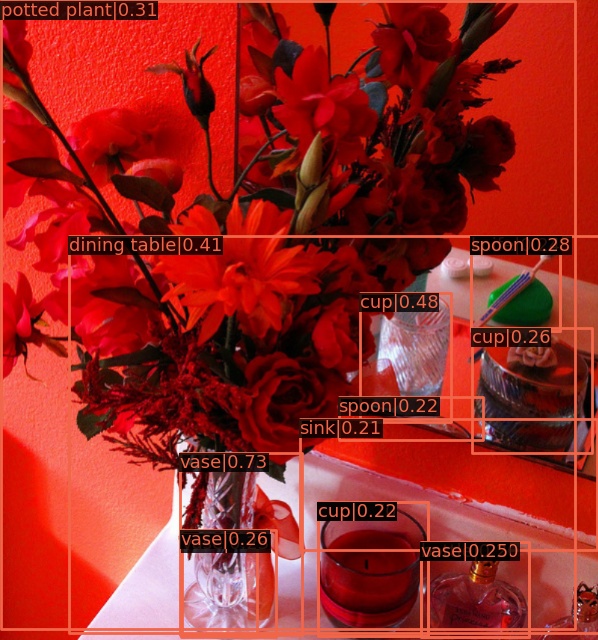 potted plant|0.31
dining table|0.41
spoon|0.28
cup|0.48
cup|0.26
spoon|0.22
sink|0.21
vase|0.73
cup|0.22
vase|0.26
vase|0.25